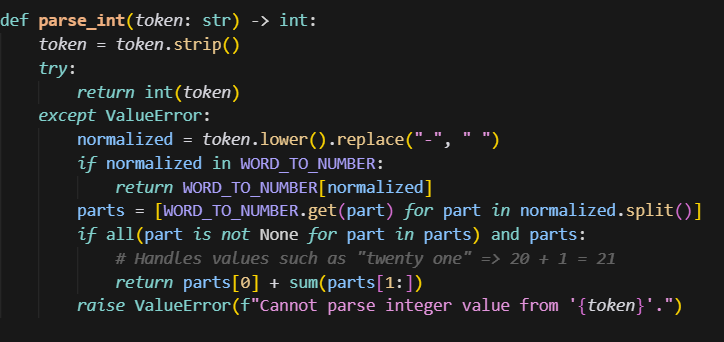 def parse_int(token: str) -> int:
    token = token.strip()
    try:
        return int(token)
    except ValueError:
        normalized = token.lower().replace("-", " ")
        if normalized in WORD_TO_NUMBER:
            return WORD_TO_NUMBER[normalized]
        parts = [WORD_TO_NUMBER.get(part) for part in normalized.split()]
        if all(part is not None for part in parts) and parts:
            # Handles values such as "twenty one" => 20 + 1 = 21
            return parts[0] + sum(parts[1:])
        raise ValueError(f"Cannot parse integer value from '{token}'.")